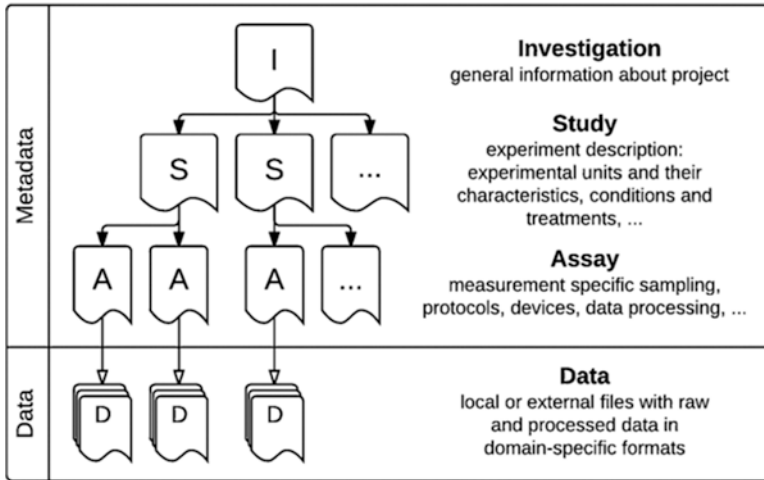 Metadata
I
Investigation
general information about project
S
S
...
Study
experiment description:
experimental units and their
characteristics, conditions and
treatments, ...
A
A
A
...
Assay
measurement specific sampling,
protocols, devices, data processing, ...
Data
D
D
D
Data
local or external files with raw
and processed data in
domain-specific formats